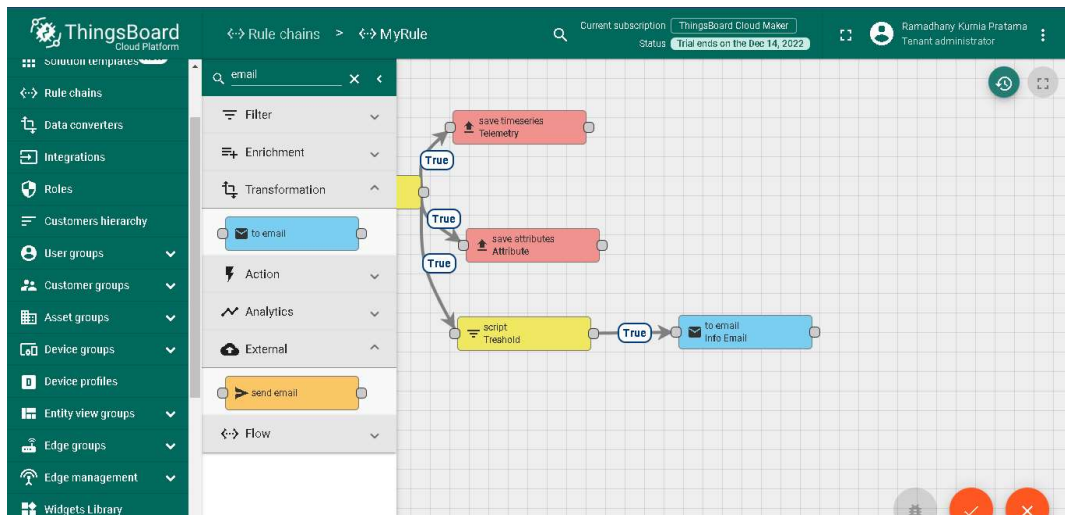 ThingsBoard
Cloud Platform
Rule chains > MyRule
Current subscription ThingsBoard Cloud Maker
Status Trial ends on the Dec 14, 2022
Ramadhany Kurnia Pratama
Tenant administrator
Solution templates
Rule chains
Data converters
Integrations
Roles
Customers hierarchy
User groups
Customer groups
Asset groups
Device groups
Device profiles
Entity view groups
Edge groups
Edge management
Widgets Library
email
Filter
Enrichment
Transformation
to email
Action
Analytics
External
send email
Flow
save timeseries
Telemetry
True
True
save attributes
Attribute
True
script
Treshold
True
to email
Info Email